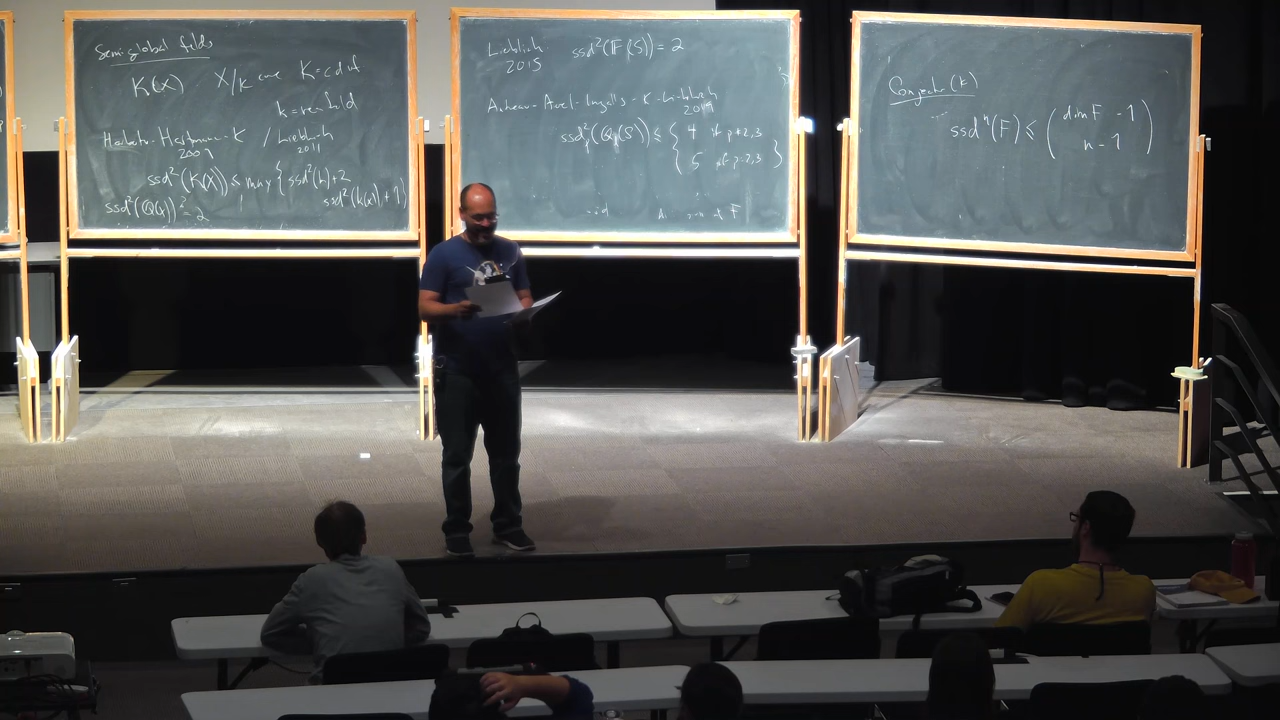 Semi-global fields
K(X) X/K curve K = cdvf
k = res field
Harbater-Hartmann-K / Lieblich
2009 2011
ssd²(K(X)) ≤ max { ssd²(k)+2
ssd²(k(x))+1 }
ssd²(Q(X)) ?= 2
Lieblich ssd²(F(S)) = 2
2015
Antieau-Auel-Ingalls-K-Lieblich
2019
ssd²(Qp(S)) ≤ { 4 if p≠2,3
5 if p=2,3 }
F
Conjecture (K)
ssdⁿ(F) ≤ ( dim F - 1
n - 1 )